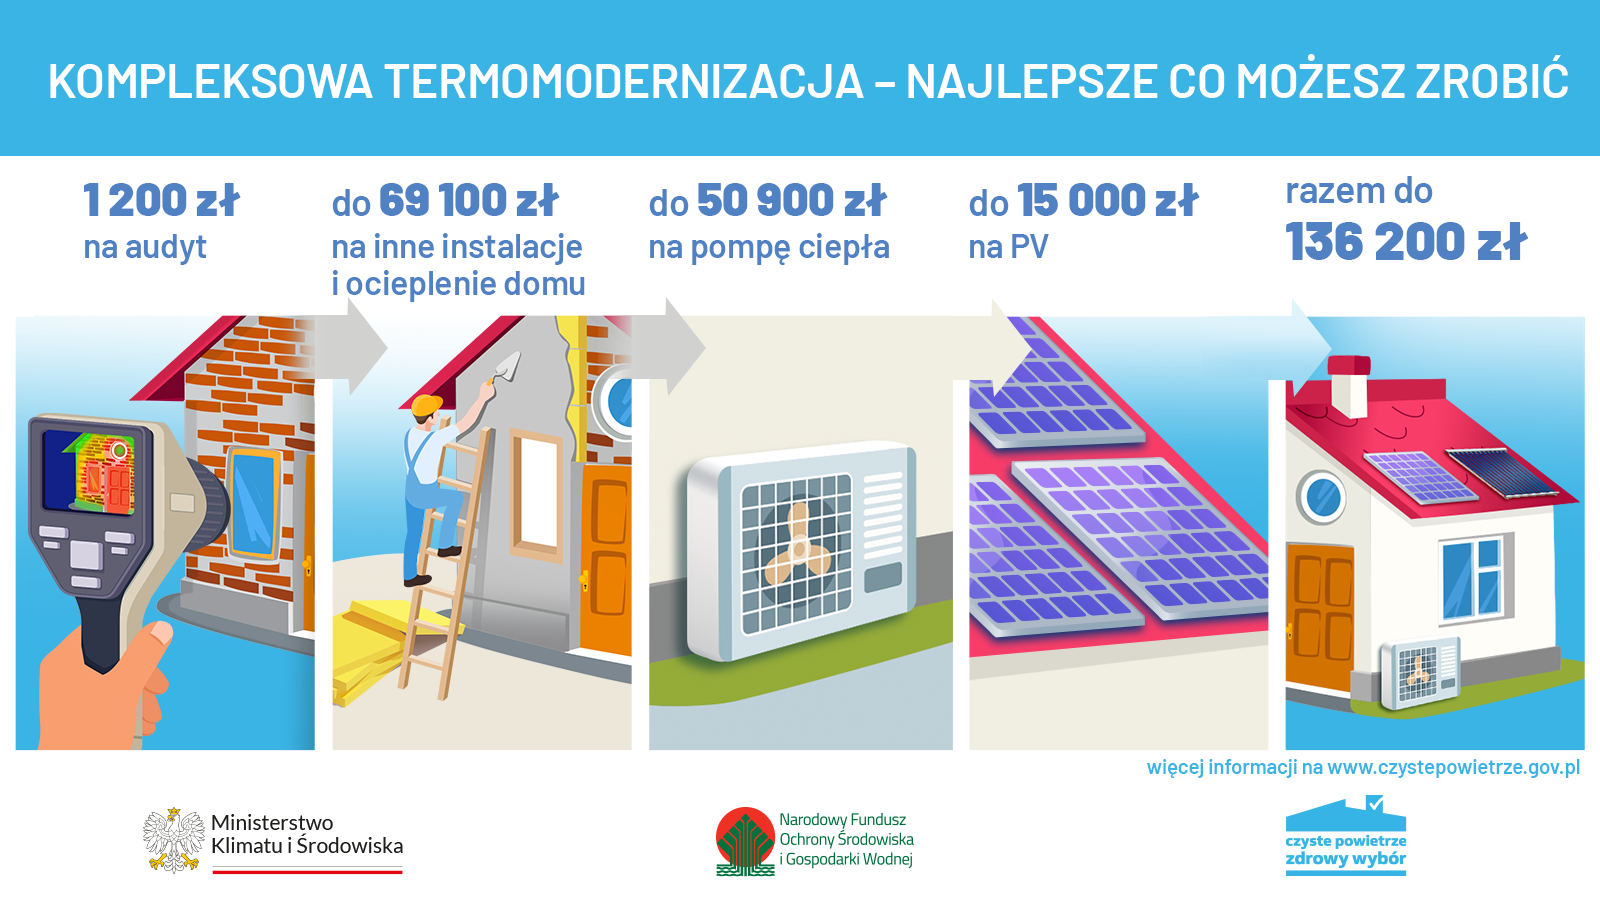 KOMPLEKSOWA TERMOMODERNIZACJA – NAJLEPSZE CO MOŻESZ ZROBIĆ
1 200 zł
na audyt
do 69 100 zł
na inne instalacje
i ocieplenie domu
do 50 900 zł
na pompę ciepła
do 15 000 zł
na PV
razem do
136 200 zł
więcej informacji na www.czystepowietrze.gov.pl
Ministerstwo
Klimatu i Środowiska
Narodowy Fundusz
Ochrony Środowiska
i Gospodarki Wodnej
czyste powietrze
zdrowy wybór